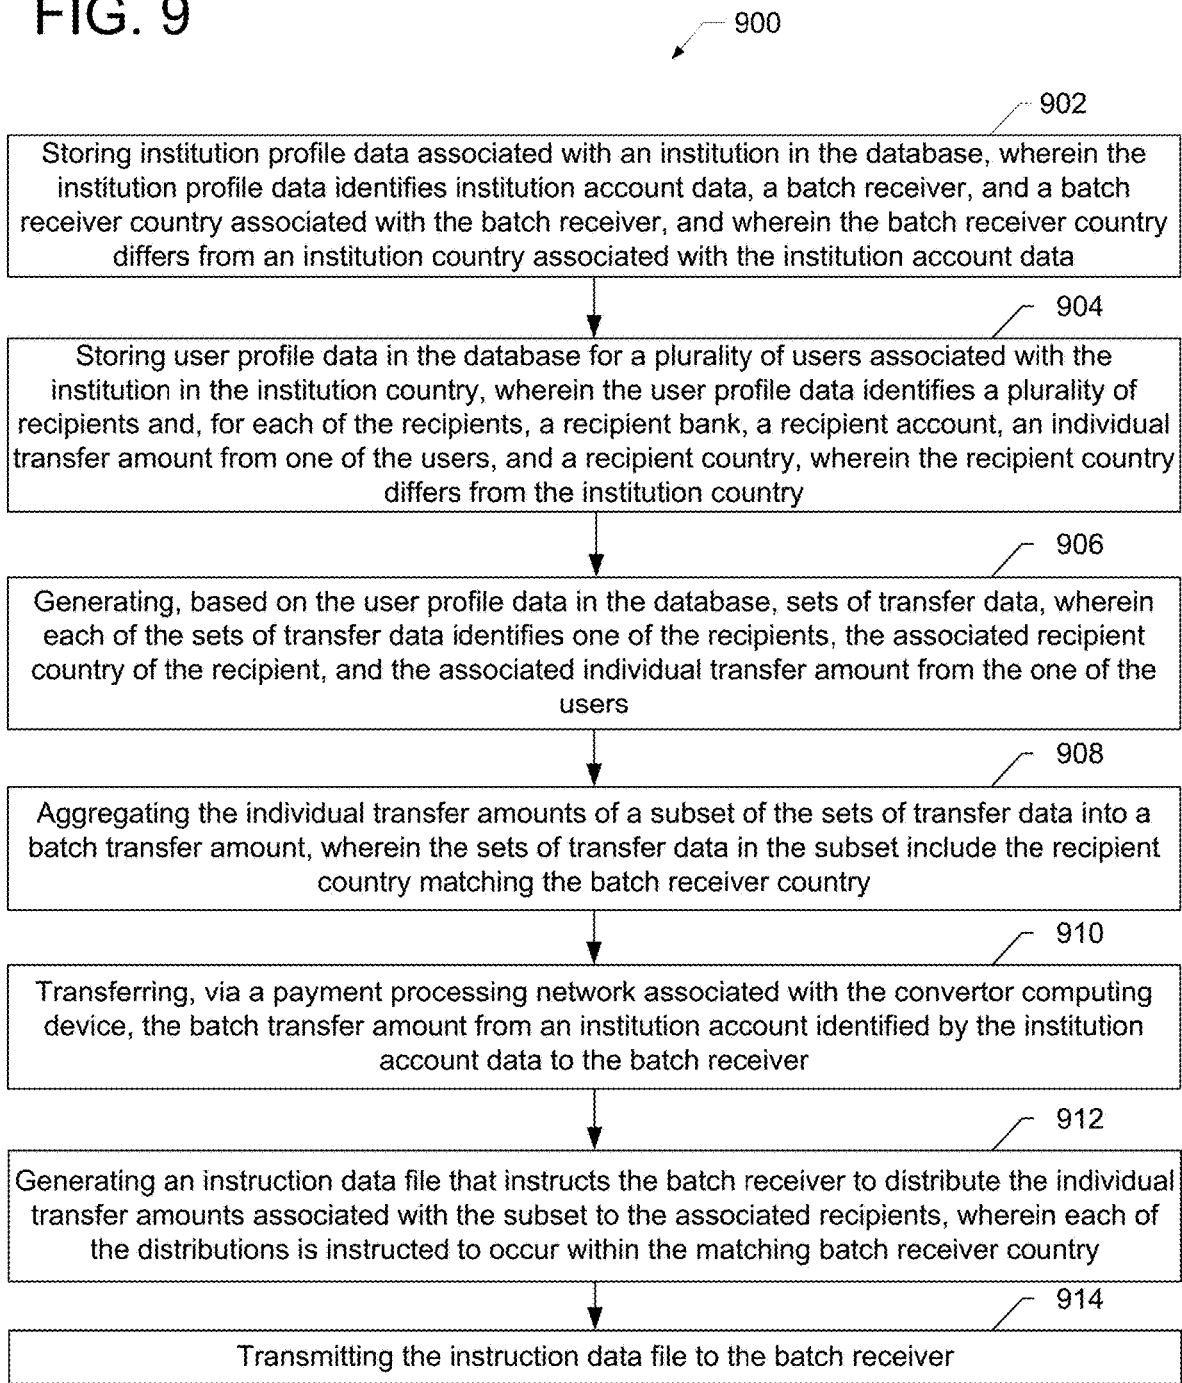 FIG. 9
900
902
Storing institution profile data associated with an institution in the database, wherein the
institution profile data identifies institution account data, a batch receiver, and a batch
receiver country associated with the batch receiver, and wherein the batch receiver country
differs from an institution country associated with the institution account data
904
Storing user profile data in the database for a plurality of users associated with the
institution in the institution country, wherein the user profile data identifies a plurality of
recipients and, for each of the recipients, a recipient bank, a recipient account, an individual
transfer amount from one of the users, and a recipient country, wherein the recipient country
differs from the institution country
906
Generating, based on the user profile data in the database, sets of transfer data, wherein
each of the sets of transfer data identifies one of the recipients, the associated recipient
country of the recipient, and the associated individual transfer amount from the one of the
users
908
Aggregating the individual transfer amounts of a subset of the sets of transfer data into a
batch transfer amount, wherein the sets of transfer data in the subset include the recipient
country matching the batch receiver country
910
Transferring, via a payment processing network associated with the convertor computing
device, the batch transfer amount from an institution account identified by the institution
account data to the batch receiver
912
Generating an instruction data file that instructs the batch receiver to distribute the individual
transfer amounts associated with the subset to the associated recipients, wherein each of
the distributions is instructed to occur within the matching batch receiver country
914
Transmitting the instruction data file to the batch receiver